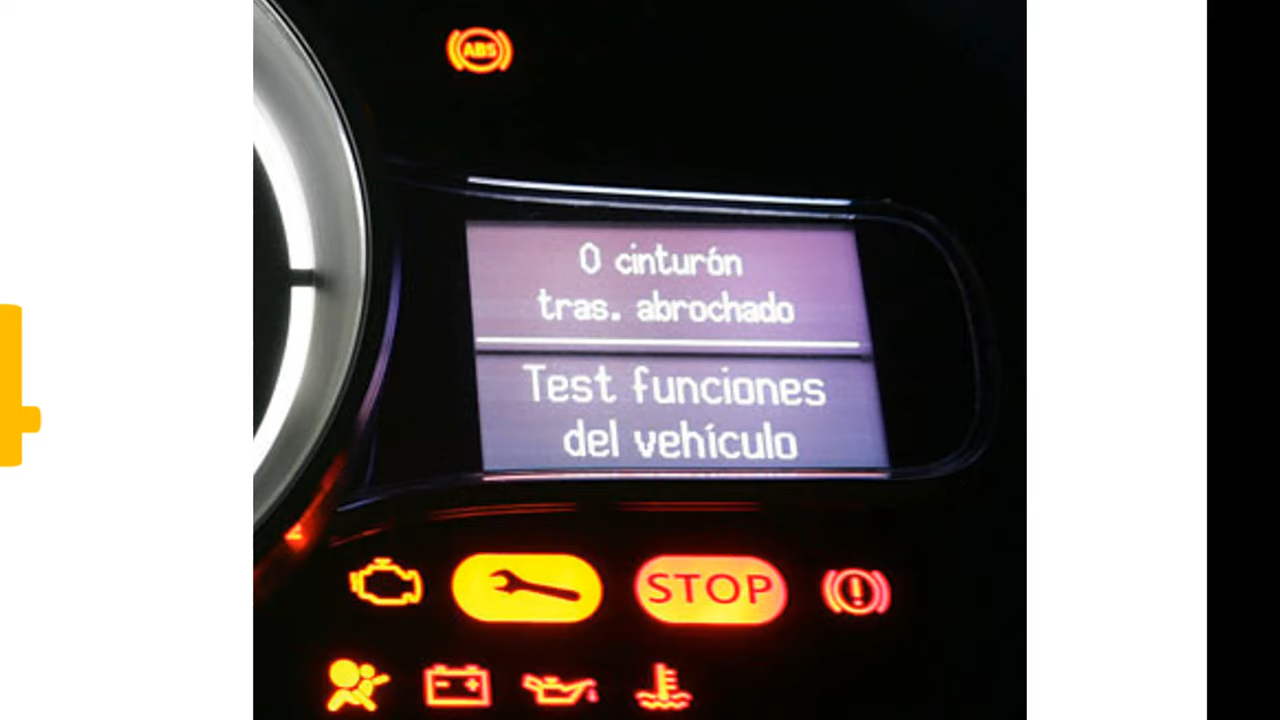 ABS
0 cinturón
tras. abrochado
Test funciones
del vehículo
STOP